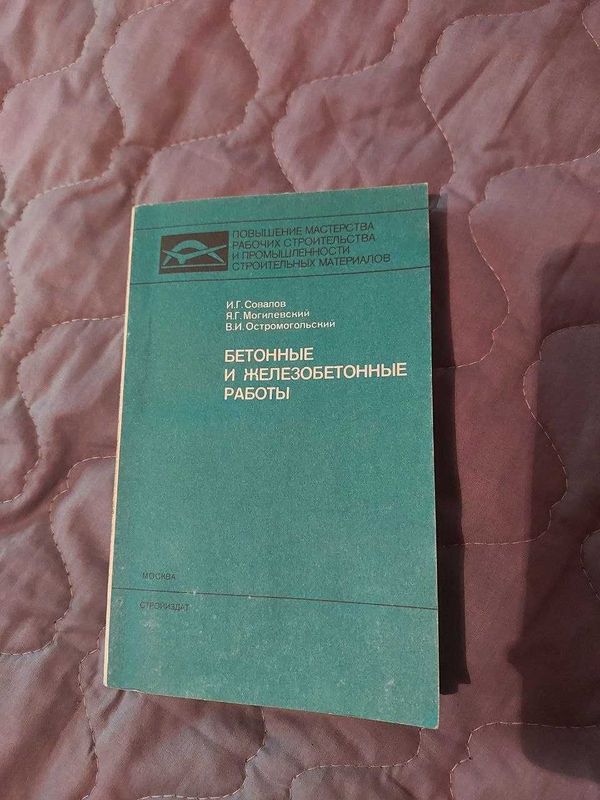 ПОВЫШЕНИЕ МАСТЕРСТВА
РАБОЧИХ СТРОИТЕЛЬСТВА
И ПРОМЫШЛЕННОСТИ
СТРОИТЕЛЬНЫХ МАТЕРИАЛОВ
И.Г. Совалов
Я.Г. Могилевский
В.И. Остромогольский
БЕТОННЫЕ
И ЖЕЛЕЗОБЕТОННЫЕ
РАБОТЫ
МОСКВА
СТРОЙИЗДАТ